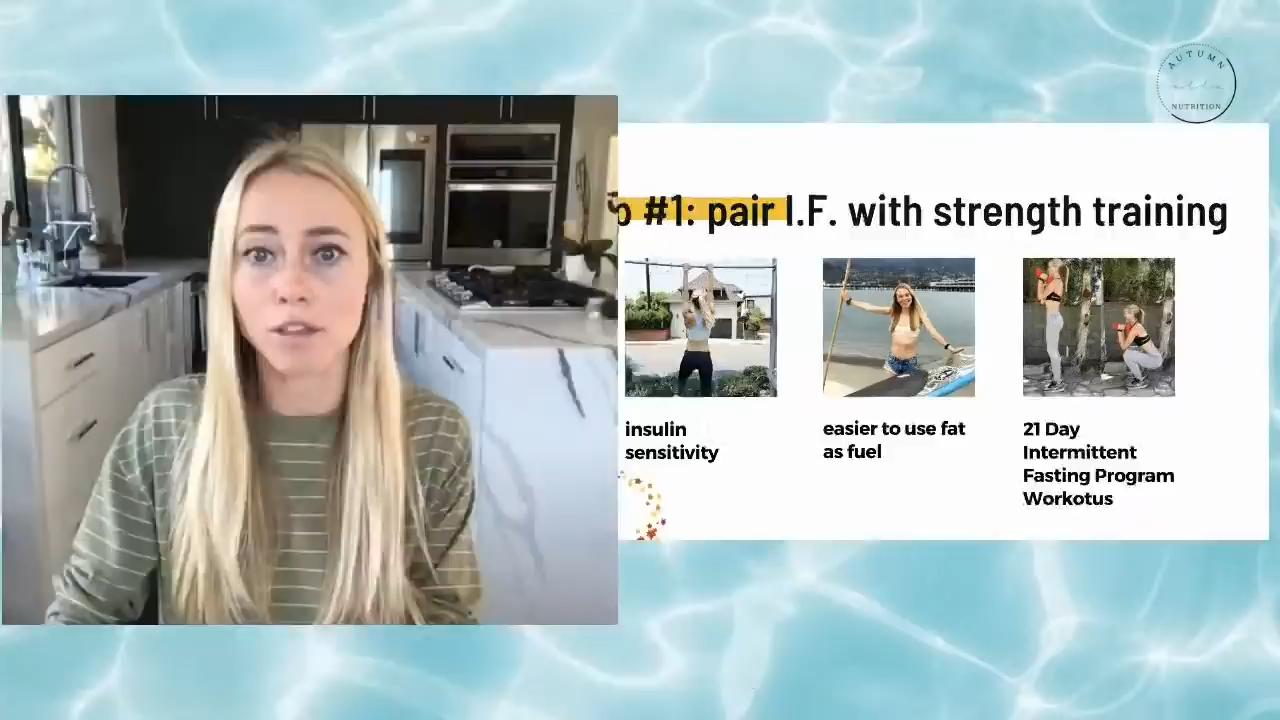 AUTUMN
NUTRITION
#1: pair I.F. with strength training
insulin
sensitivity
easier to use fat
as fuel
21 Day
Intermittent
Fasting Program
Workotus